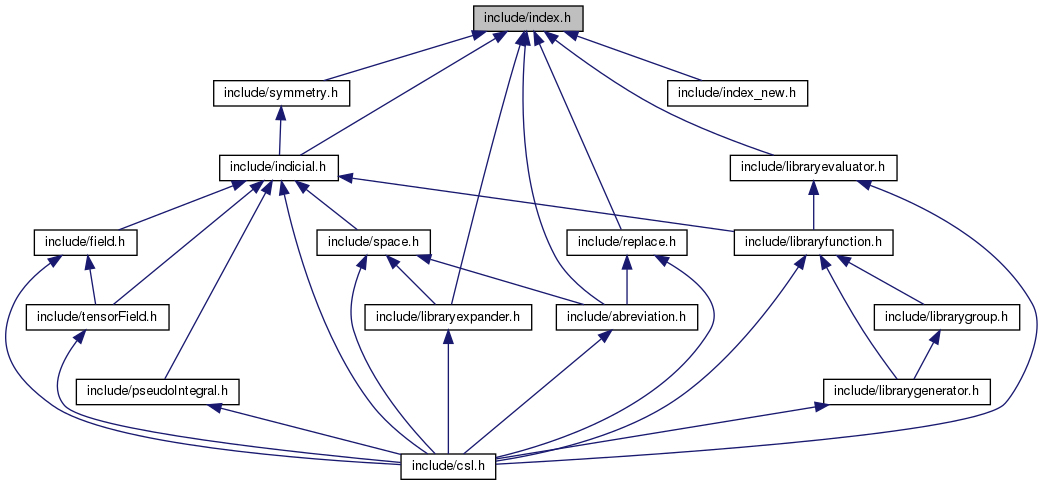 include/index.h
include/symmetry.h
include/index_new.h
include/indicial.h
include/libraryevaluator.h
include/field.h
include/space.h
include/replace.h
include/libraryfunction.h
include/tensorField.h
include/libraryexpander.h
include/abreviation.h
include/librarygroup.h
include/pseudoIntegral.h
include/librarygenerator.h
include/csl.h